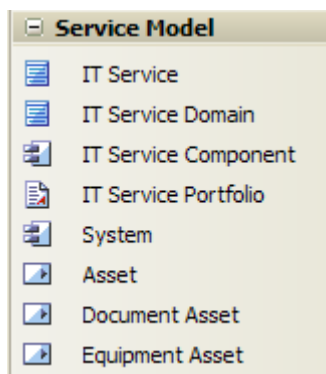 Service Model
IT Service
IT Service Domain
IT Service Component
IT Service Portfolio
System
Asset
Document Asset
Equipment Asset